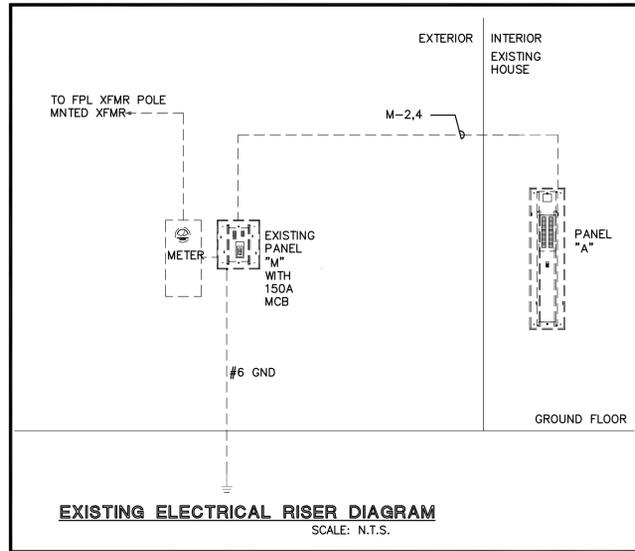 EXTERIOR
INTERIOR
EXISTING
HOUSE
TO FPL XFMR POLE
MNTED XFMR
M-2,4
METER
EXISTING
PANEL
"M"
WITH
150A
MCB
PANEL
"A"
#6 GND
GROUND FLOOR
EXISTING ELECTRICAL RISER DIAGRAM
SCALE: N.T.S.